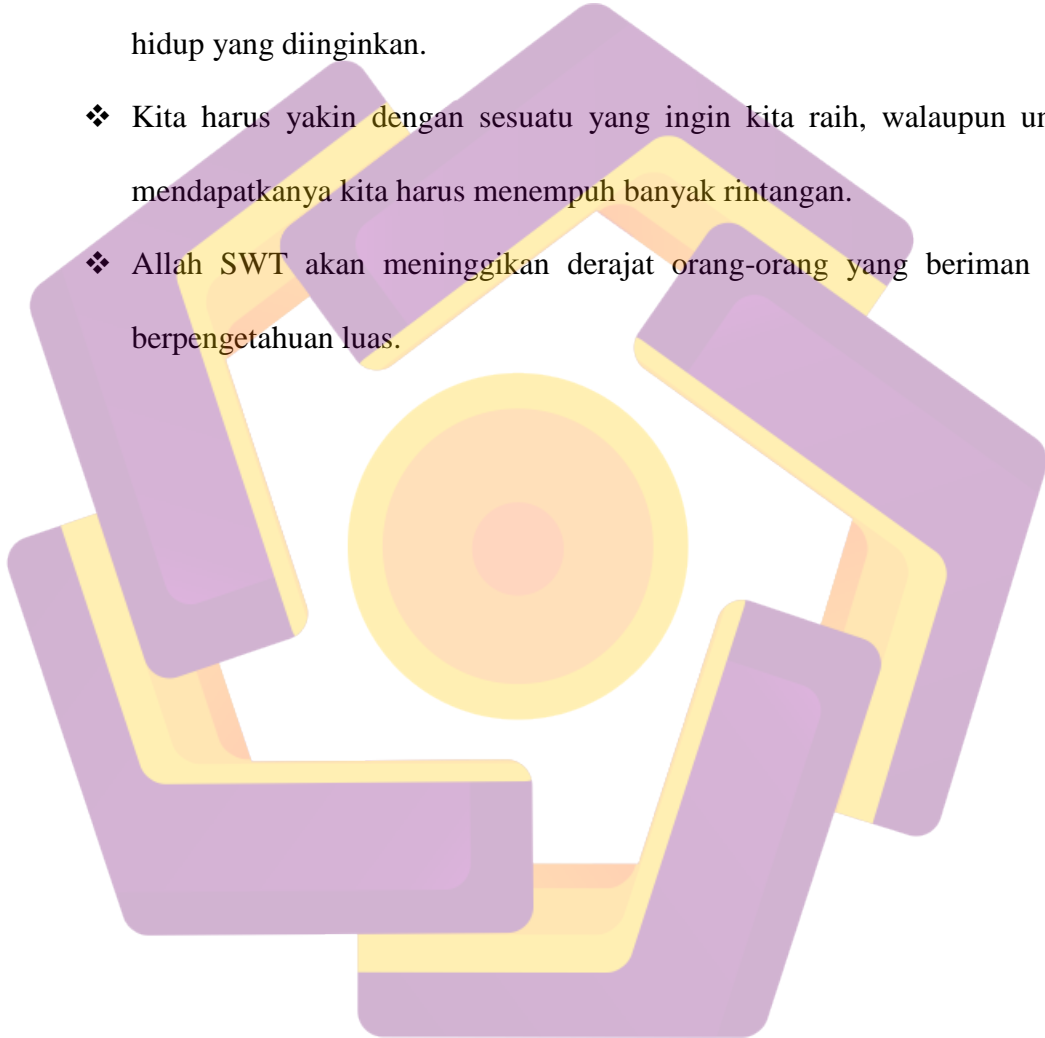 hidup yang diinginkan.
❖ Kita harus yakin dengan sesuatu yang ingin kita raih, walaupun
mendapatkanya kita harus menempuh banyak rintangan.
❖ Allah SWT akan meninggikan derajat orang-orang yang beriman
berpengetahuan luas.